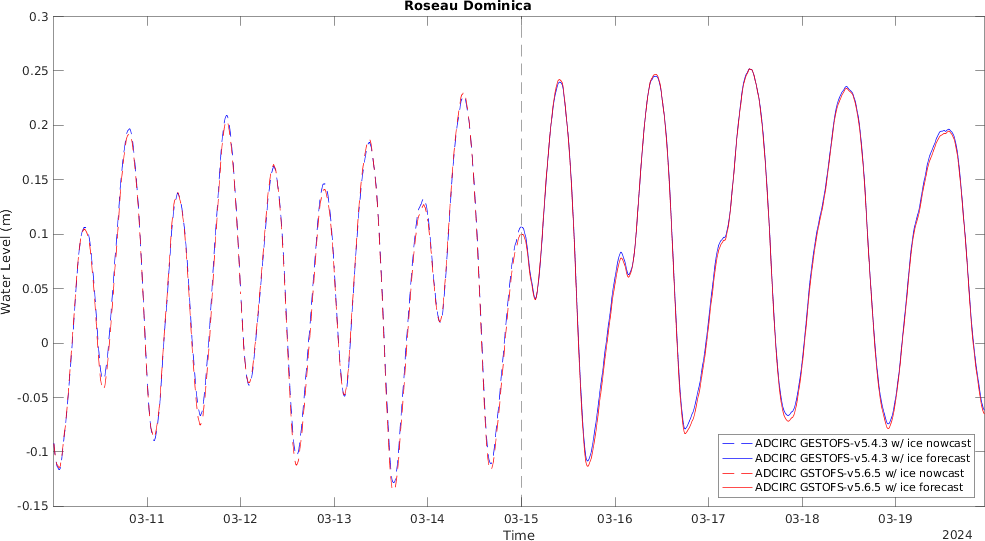 Roseau Dominica
0.3
0.25
0.2
0.15
0.1
0.05
0
-0.05
-0.1
-0.15
Water Level (m)
ADCIRC GESTOFS-v5.4.3 w/ ice nowcast
ADCIRC GESTOFS-v5.4.3 w/ ice forecast
ADCIRC GSTOFS-v5.6.5 w/ ice nowcast
ADCIRC GSTOFS-v5.6.5 w/ ice forecast
03-11 03-12 03-13 03-14 03-15 03-16 03-17 03-18 03-19
Time
2024